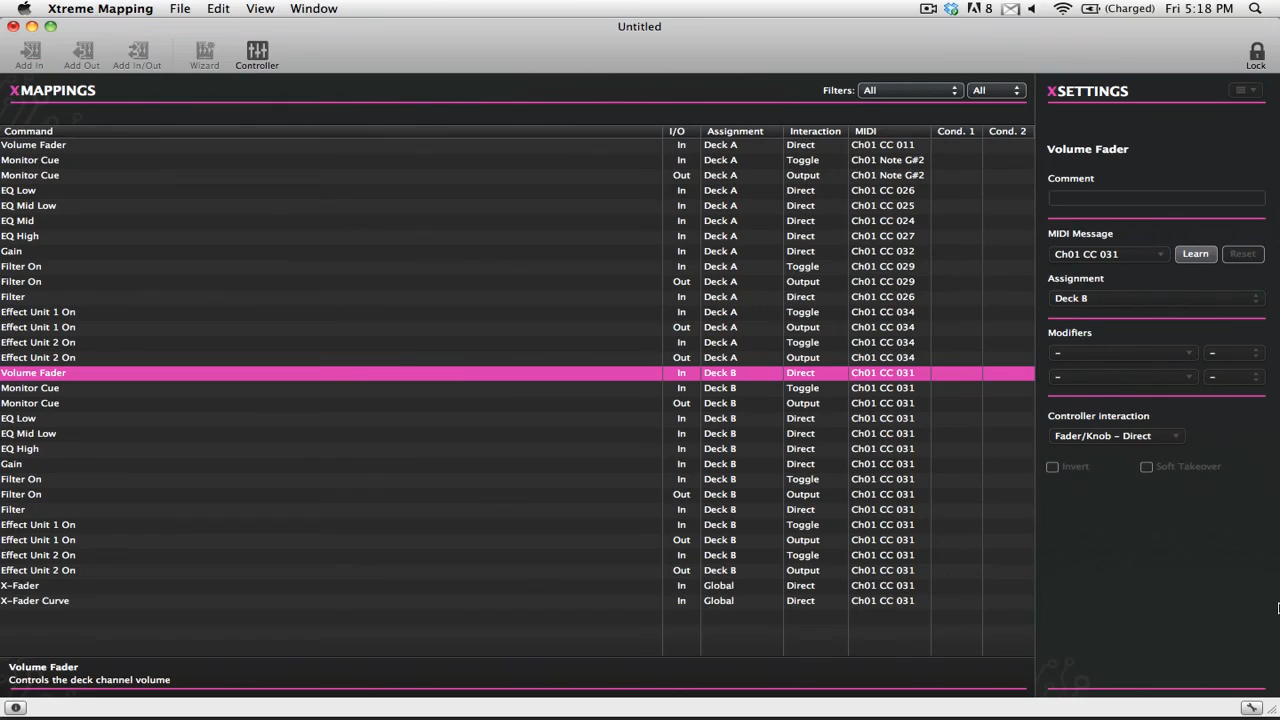 Xtreme Mapping File Edit View Window 8 (Charged) Fri 5:18 PM
Untitled
Add In Add Out Add In/Out Wizard Controller Lock
XMAPPINGS Filters: All All
Command I/O Assignment Interaction MIDI Cond. 1 Cond. 2
Volume Fader In Deck A Direct Ch01 CC 011
Monitor Cue In Deck A Toggle Ch01 Note G#2
Monitor Cue Out Deck A Output Ch01 Note G#2
EQ Low In Deck A Direct Ch01 CC 026
EQ Mid Low In Deck A Direct Ch01 CC 025
EQ Mid In Deck A Direct Ch01 CC 024
EQ High In Deck A Direct Ch01 CC 027
Gain In Deck A Direct Ch01 CC 032
Filter On In Deck A Toggle Ch01 CC 029
Filter On Out Deck A Output Ch01 CC 029
Filter In Deck A Direct Ch01 CC 026
Effect Unit 1 On In Deck A Toggle Ch01 CC 034
Effect Unit 1 On Out Deck A Output Ch01 CC 034
Effect Unit 2 On In Deck A Toggle Ch01 CC 034
Effect Unit 2 On Out Deck A Output Ch01 CC 034
Volume Fader In Deck B Direct Ch01 CC 031
Monitor Cue In Deck B Toggle Ch01 CC 031
Monitor Cue Out Deck B Output Ch01 CC 031
EQ Low In Deck B Direct Ch01 CC 031
EQ Mid Low In Deck B Direct Ch01 CC 031
EQ High In Deck B Direct Ch01 CC 031
Gain In Deck B Direct Ch01 CC 031
Filter On In Deck B Toggle Ch01 CC 031
Filter On Out Deck B Output Ch01 CC 031
Filter In Deck B Direct Ch01 CC 031
Effect Unit 1 On In Deck B Toggle Ch01 CC 031
Effect Unit 1 On Out Deck B Output Ch01 CC 031
Effect Unit 2 On In Deck B Toggle Ch01 CC 031
Effect Unit 2 On Out Deck B Output Ch01 CC 031
X-Fader In Global Direct Ch01 CC 031
X-Fader Curve In Global Direct Ch01 CC 031
Volume Fader
Controls the deck channel volume
XSETTINGS
Volume Fader
Comment
MIDI Message
Ch01 CC 031 Learn Reset
Assignment
Deck B
Modifiers
– –
– –
Controller interaction
Fader/Knob – Direct
Invert Soft Takeover